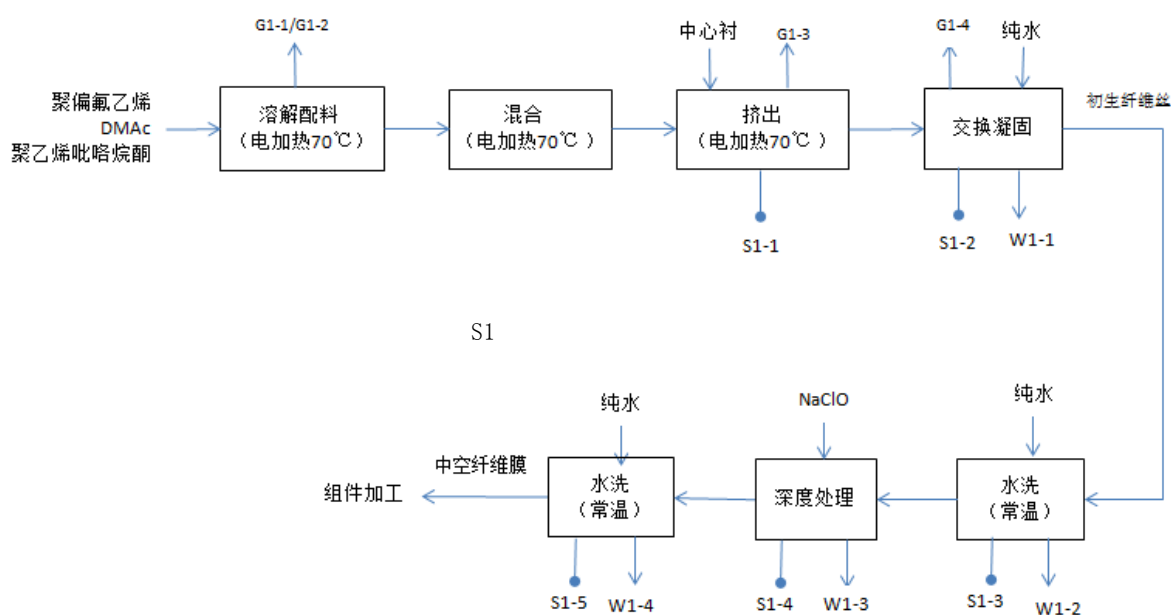 G1-1/G1-2
中心衬
G1-3
G1-4
纯水
聚偏氟乙烯
DMAc
聚乙烯吡咯烷酮
溶解配料
（电加热70℃）
混合
（电加热70℃）
挤出
（电加热70℃）
交换凝固
初生纤维丝
S1-1
S1-2
W1-1
S1
纯水
NaClO
纯水
组件加工
中空纤维膜
水洗
（常温）
深度处理
水洗
（常温）
S1-5
W1-4
S1-4
W1-3
S1-3
W1-2